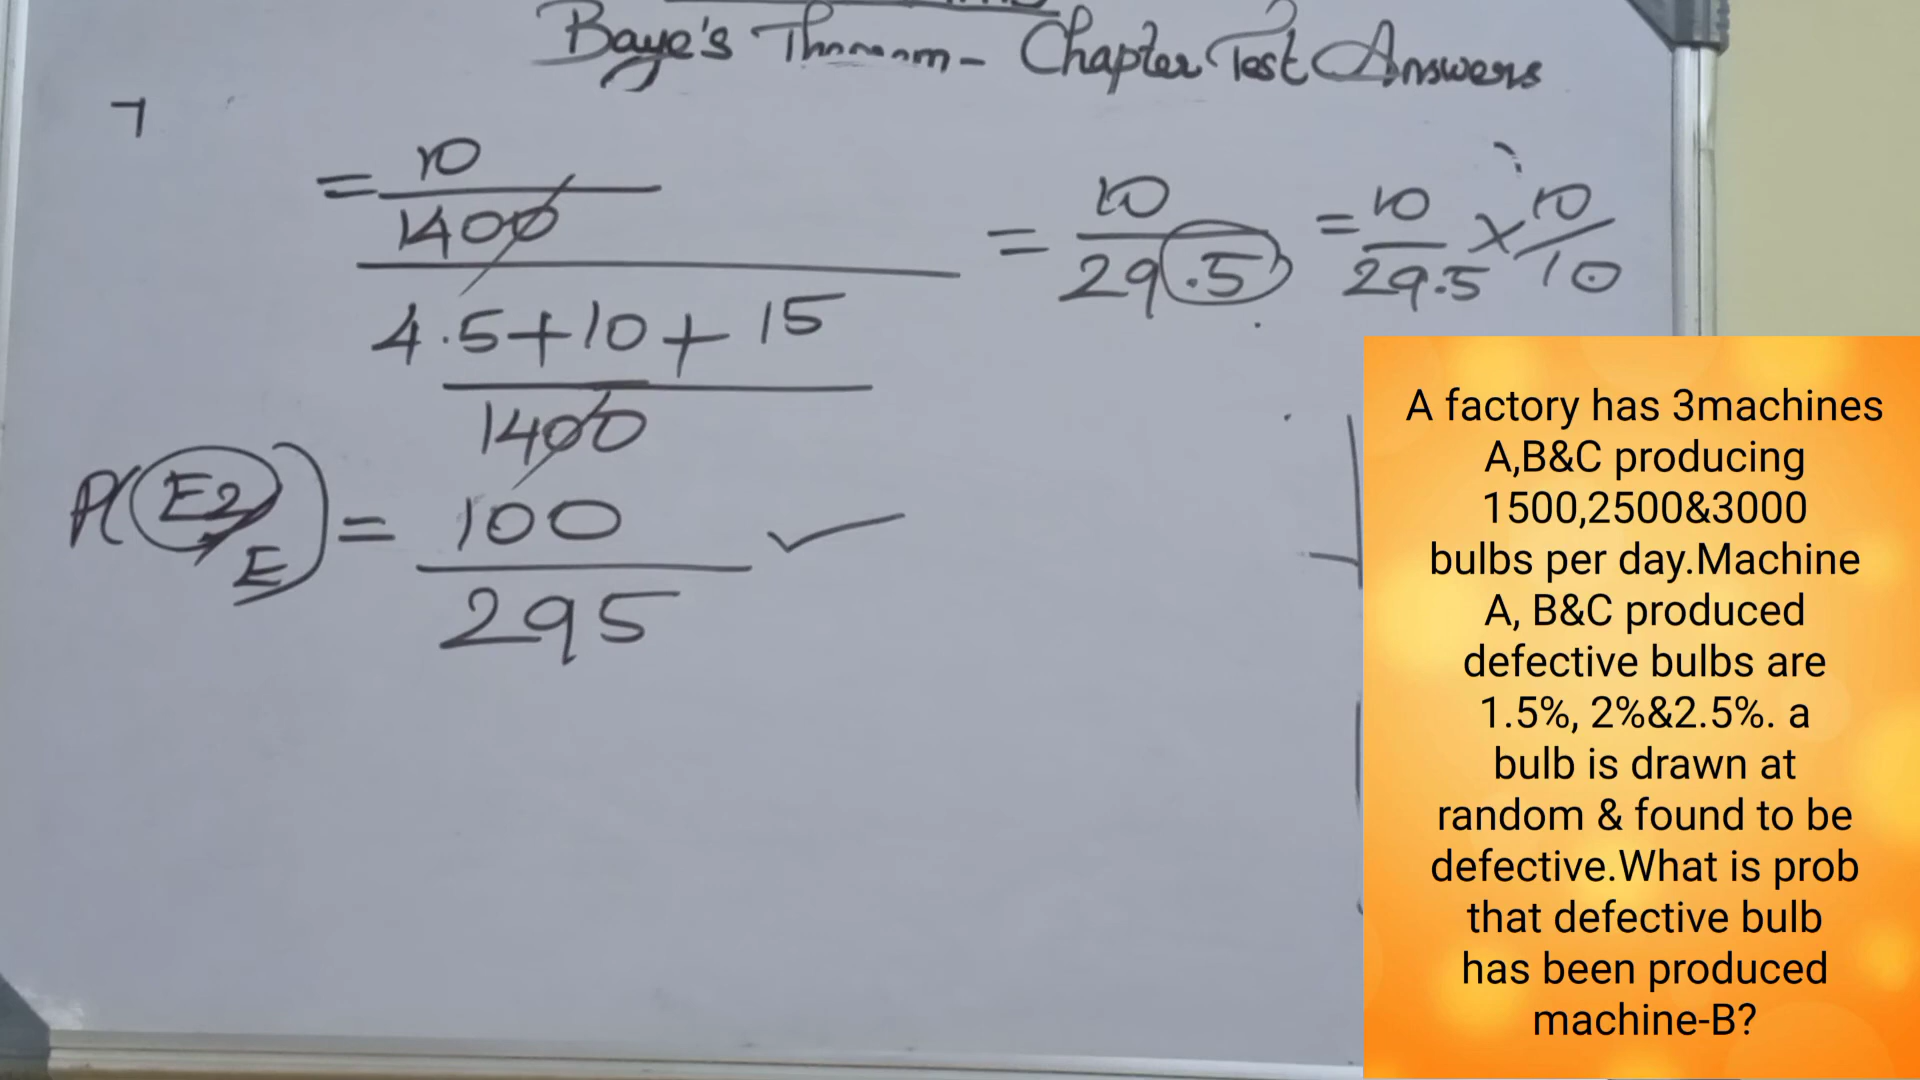 Baye's Thm - Chapter Test Answers
7
= 10/1400 / 4.5+10+15/1400 = 10/29.5 = 10/29.5 × 10/10
P(E2/E) = 100/295 ✓
A factory has 3machines
A,B&C producing
1500,2500&3000
bulbs per day.Machine
A, B&C produced
defective bulbs are
1.5%, 2%&2.5%. a
bulb is drawn at
random & found to be
defective.What is prob
that defective bulb
has been produced
machine-B?